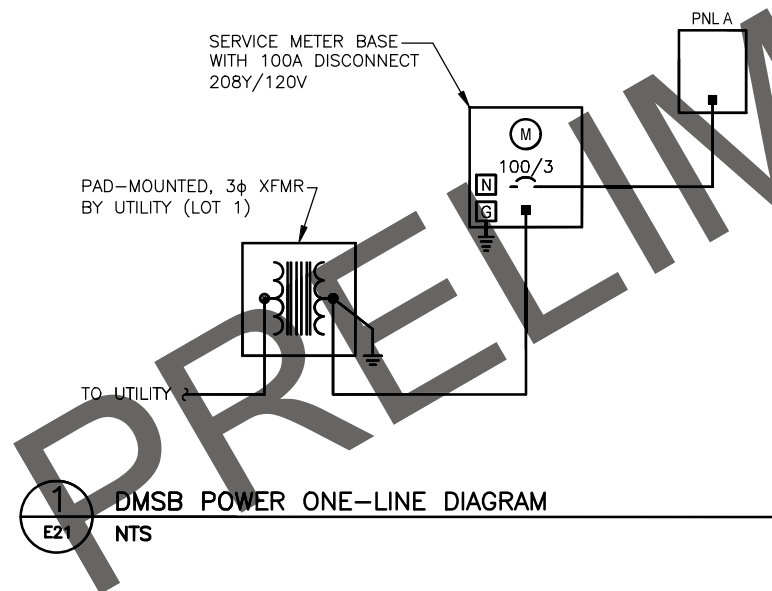 PNL A
SERVICE METER BASE
WITH 100A DISCONNECT
208Y/120V
M
100/3
N
G
PAD-MOUNTED, 3ϕ XFMR
BY UTILITY (LOT 1)
TO UTILITY
1
E21
DMSB POWER ONE-LINE DIAGRAM
NTS
PRELIM